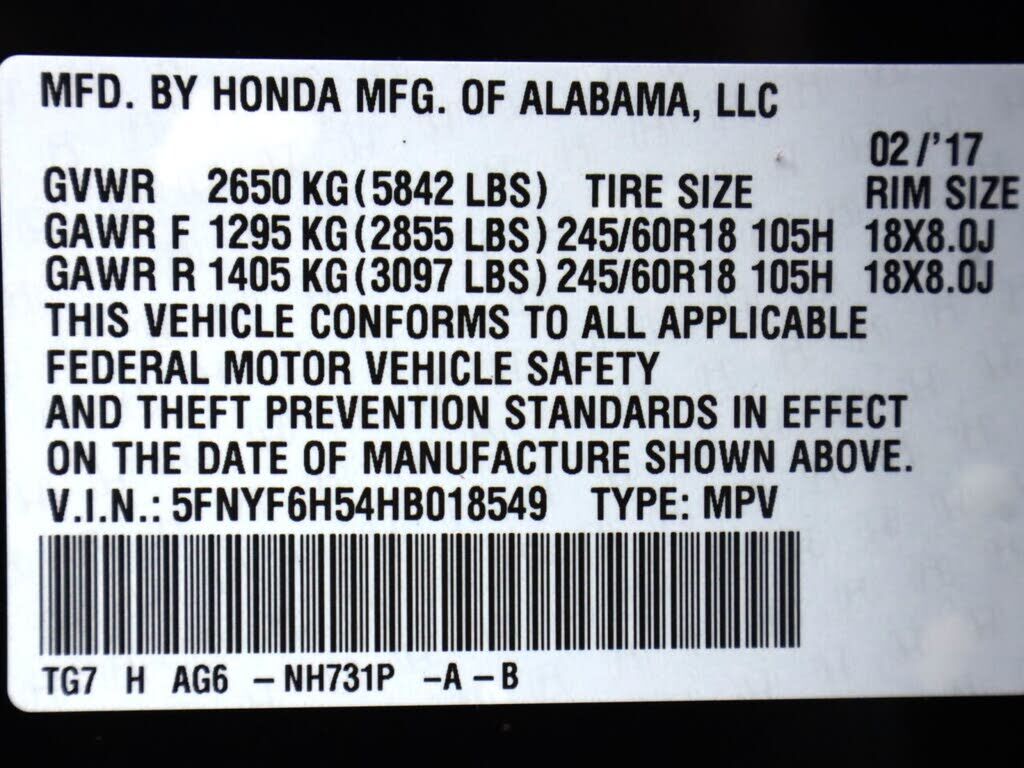 MFD. BY HONDA MFG. OF ALABAMA, LLC
02/'17
GVWR 2650 KG (5842 LBS) TIRE SIZE RIM SIZE
GAWR F 1295 KG (2855 LBS) 245/60R18 105H 18X8.0J
GAWR R 1405 KG (3097 LBS) 245/60R18 105H 18X8.0J
THIS VEHICLE CONFORMS TO ALL APPLICABLE
FEDERAL MOTOR VEHICLE SAFETY
AND THEFT PREVENTION STANDARDS IN EFFECT
ON THE DATE OF MANUFACTURE SHOWN ABOVE.
V.I.N.: 5FNYF6H54HB018549 TYPE: MPV
TG7 H AG6 – NH731P –A – B